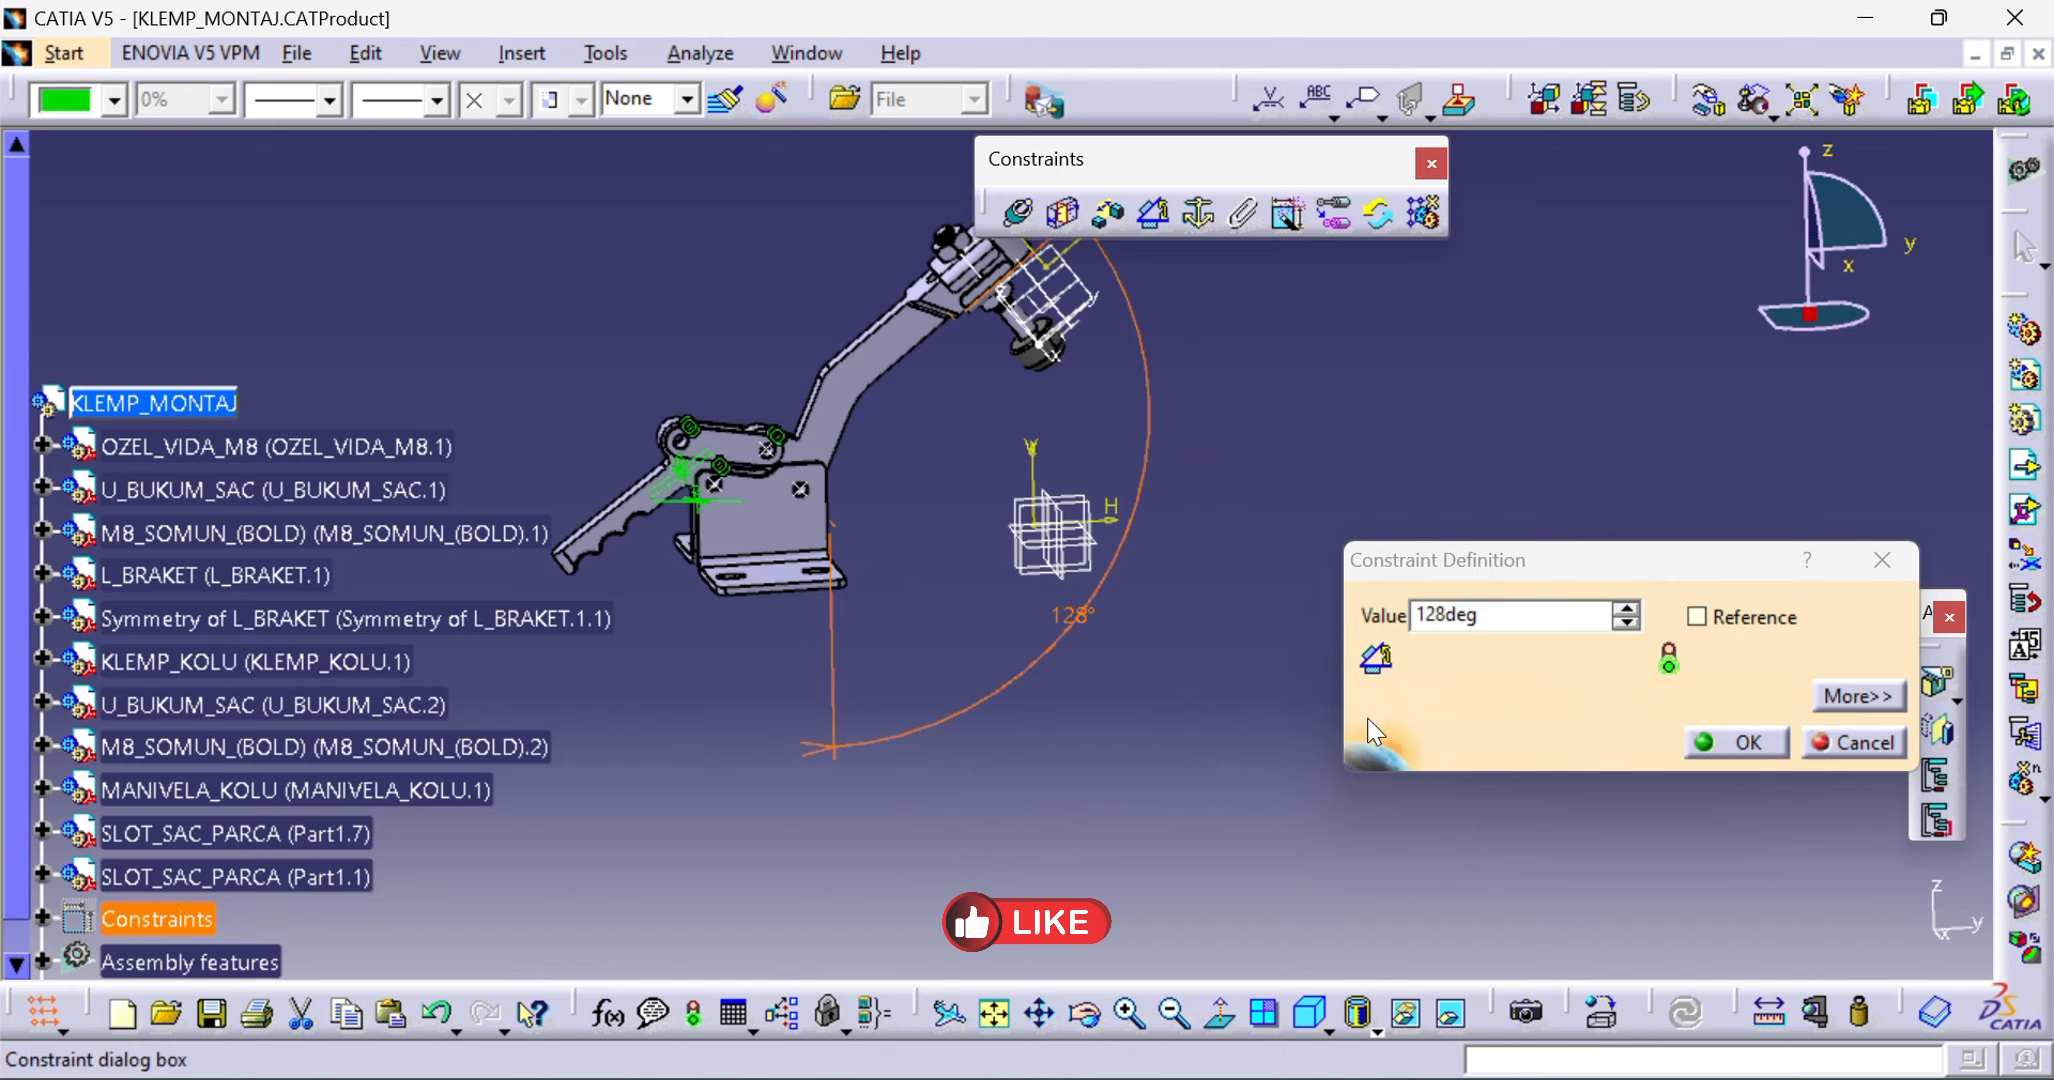 CATIA V5 - [KLEMP_MONTAJ.CATProduct]
Start ENOVIA V5 VPM File Edit View Insert Tools Analyze Window Help
0% None File ABC
Constraints
z
y
x
KLEMP_MONTAJ
OZEL_VIDA_M8 (OZEL_VIDA_M8.1)
U_BUKUM_SAC (U_BUKUM_SAC.1)
M8_SOMUN_(BOLD) (M8_SOMUN_(BOLD).1)
L_BRAKET (L_BRAKET.1)
Symmetry of L_BRAKET (Symmetry of L_BRAKET.1.1)
KLEMP_KOLU (KLEMP_KOLU.1)
U_BUKUM_SAC (U_BUKUM_SAC.2)
M8_SOMUN_(BOLD) (M8_SOMUN_(BOLD).2)
MANIVELA_KOLU (MANIVELA_KOLU.1)
SLOT_SAC_PARCA (Part1.7)
SLOT_SAC_PARCA (Part1.1)
Constraints
Assembly features
H
128°
Constraint Definition ?
Value 128deg Reference
More>>
OK Cancel
LIKE
z
y
x
f(x)
CATIA
Constraint dialog box